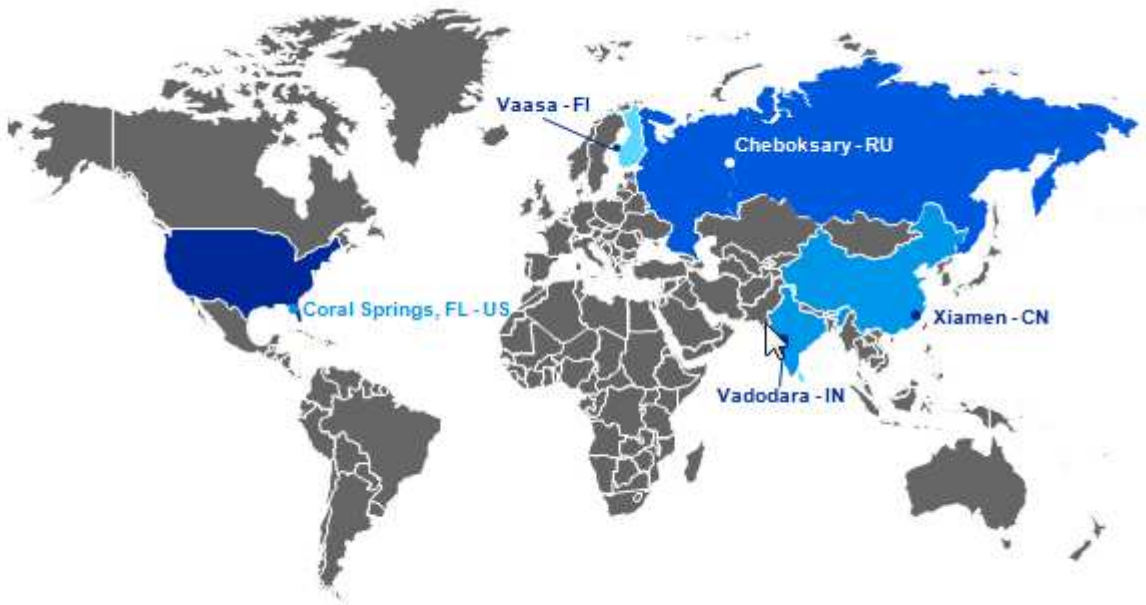 Vaasa - FI
Cheboksary - RU
Coral Springs, FL - US
Xiamen - CN
Vadodara - IN